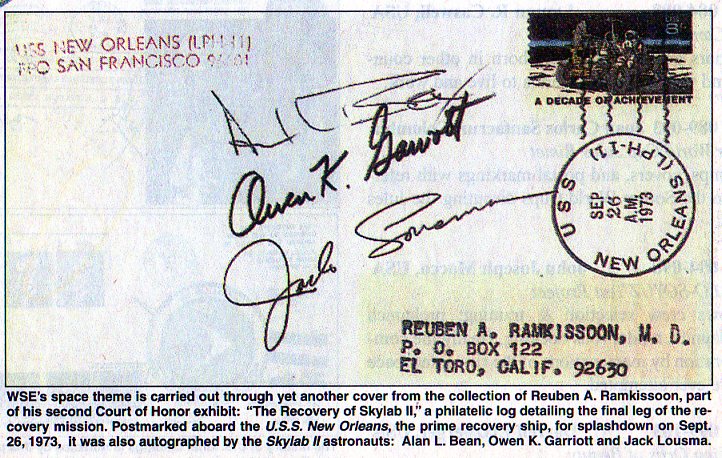 USS NEW ORLEANS (LPH-11)
FPO SAN FRANCISCO
A DECADE OF ACHIEVEMENT
Owen K. Garriott
Jack Lousma
USS
NEW ORLEANS
(LPH-11)
SEP
26
A.M.
1973
REUBEN A. RAMKISSOON, M. D.
P. O. BOX 122
EL TORO, CALIF. 92630
WSE's space theme is carried out through yet another cover from the collection of Reuben A. Ramkissoon, part
of his second Court of Honor exhibit: "The Recovery of Skylab II," a philatelic log detailing the final leg of the re-
covery mission. Postmarked aboard the U.S.S. New Orleans, the prime recovery ship, for splashdown on Sept.
26, 1973, it was also autographed by the Skylab II astronauts: Alan L. Bean, Owen K. Garriott and Jack Lousma.